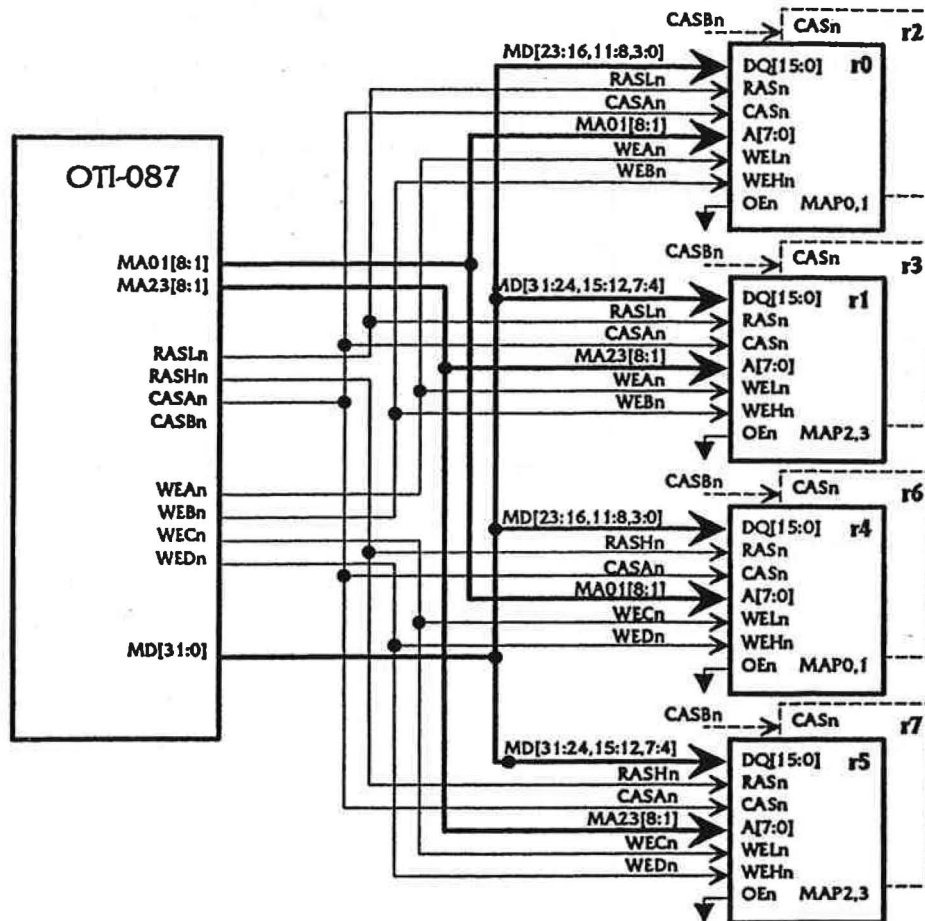 OTI-087
MA01[8:1]
MA23[8:1]
RASLn
RASHn
CASAn
CASBn
WEAn
WEBn
WECn
WEDn
MD[31:0]
CASBn
CASn
r2
MD[23:16,11:8,3:0]
DQ[15:0]
r0
RASLn
RASn
CASAn
CASn
MA01[8:1]
A[7:0]
WEAn
WELn
WEBn
WEHn
OEn
MAP0,1
CASBn
CASn
r3
MD[31:24,15:12,7:4]
DQ[15:0]
r1
RASLn
RASn
CASAn
CASn
MA23[8:1]
A[7:0]
WEAn
WELn
WEBn
WEHn
OEn
MAP2,3
CASBn
CASn
r6
MD[23:16,11:8,3:0]
DQ[15:0]
r4
RASHn
RASn
CASAn
CASn
MA01[8:1]
A[7:0]
WECn
WELn
WEDn
WEHn
OEn
MAP0,1
CASBn
CASn
r7
MD[31:24,15:12,7:4]
DQ[15:0]
r5
RASHn
RASn
CASAn
CASn
MA23[8:1]
A[7:0]
WECn
WELn
WEDn
WEHn
OEn
MAP2,3